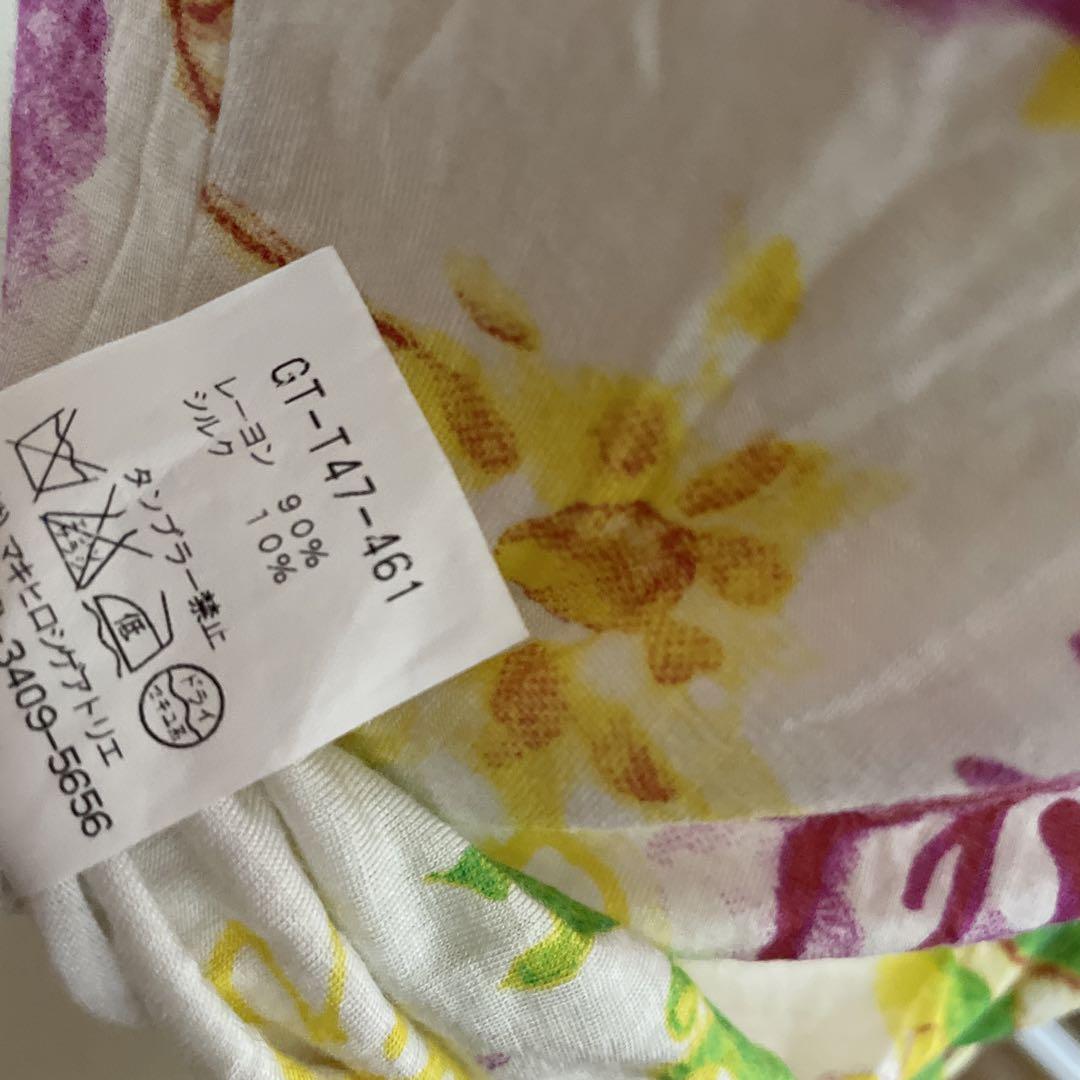 GT-T47-461
レーヨン 90%
シルク 10%
タンブラー禁止
低
ドライ
マキヒロシゲアトリエ
3409-5656